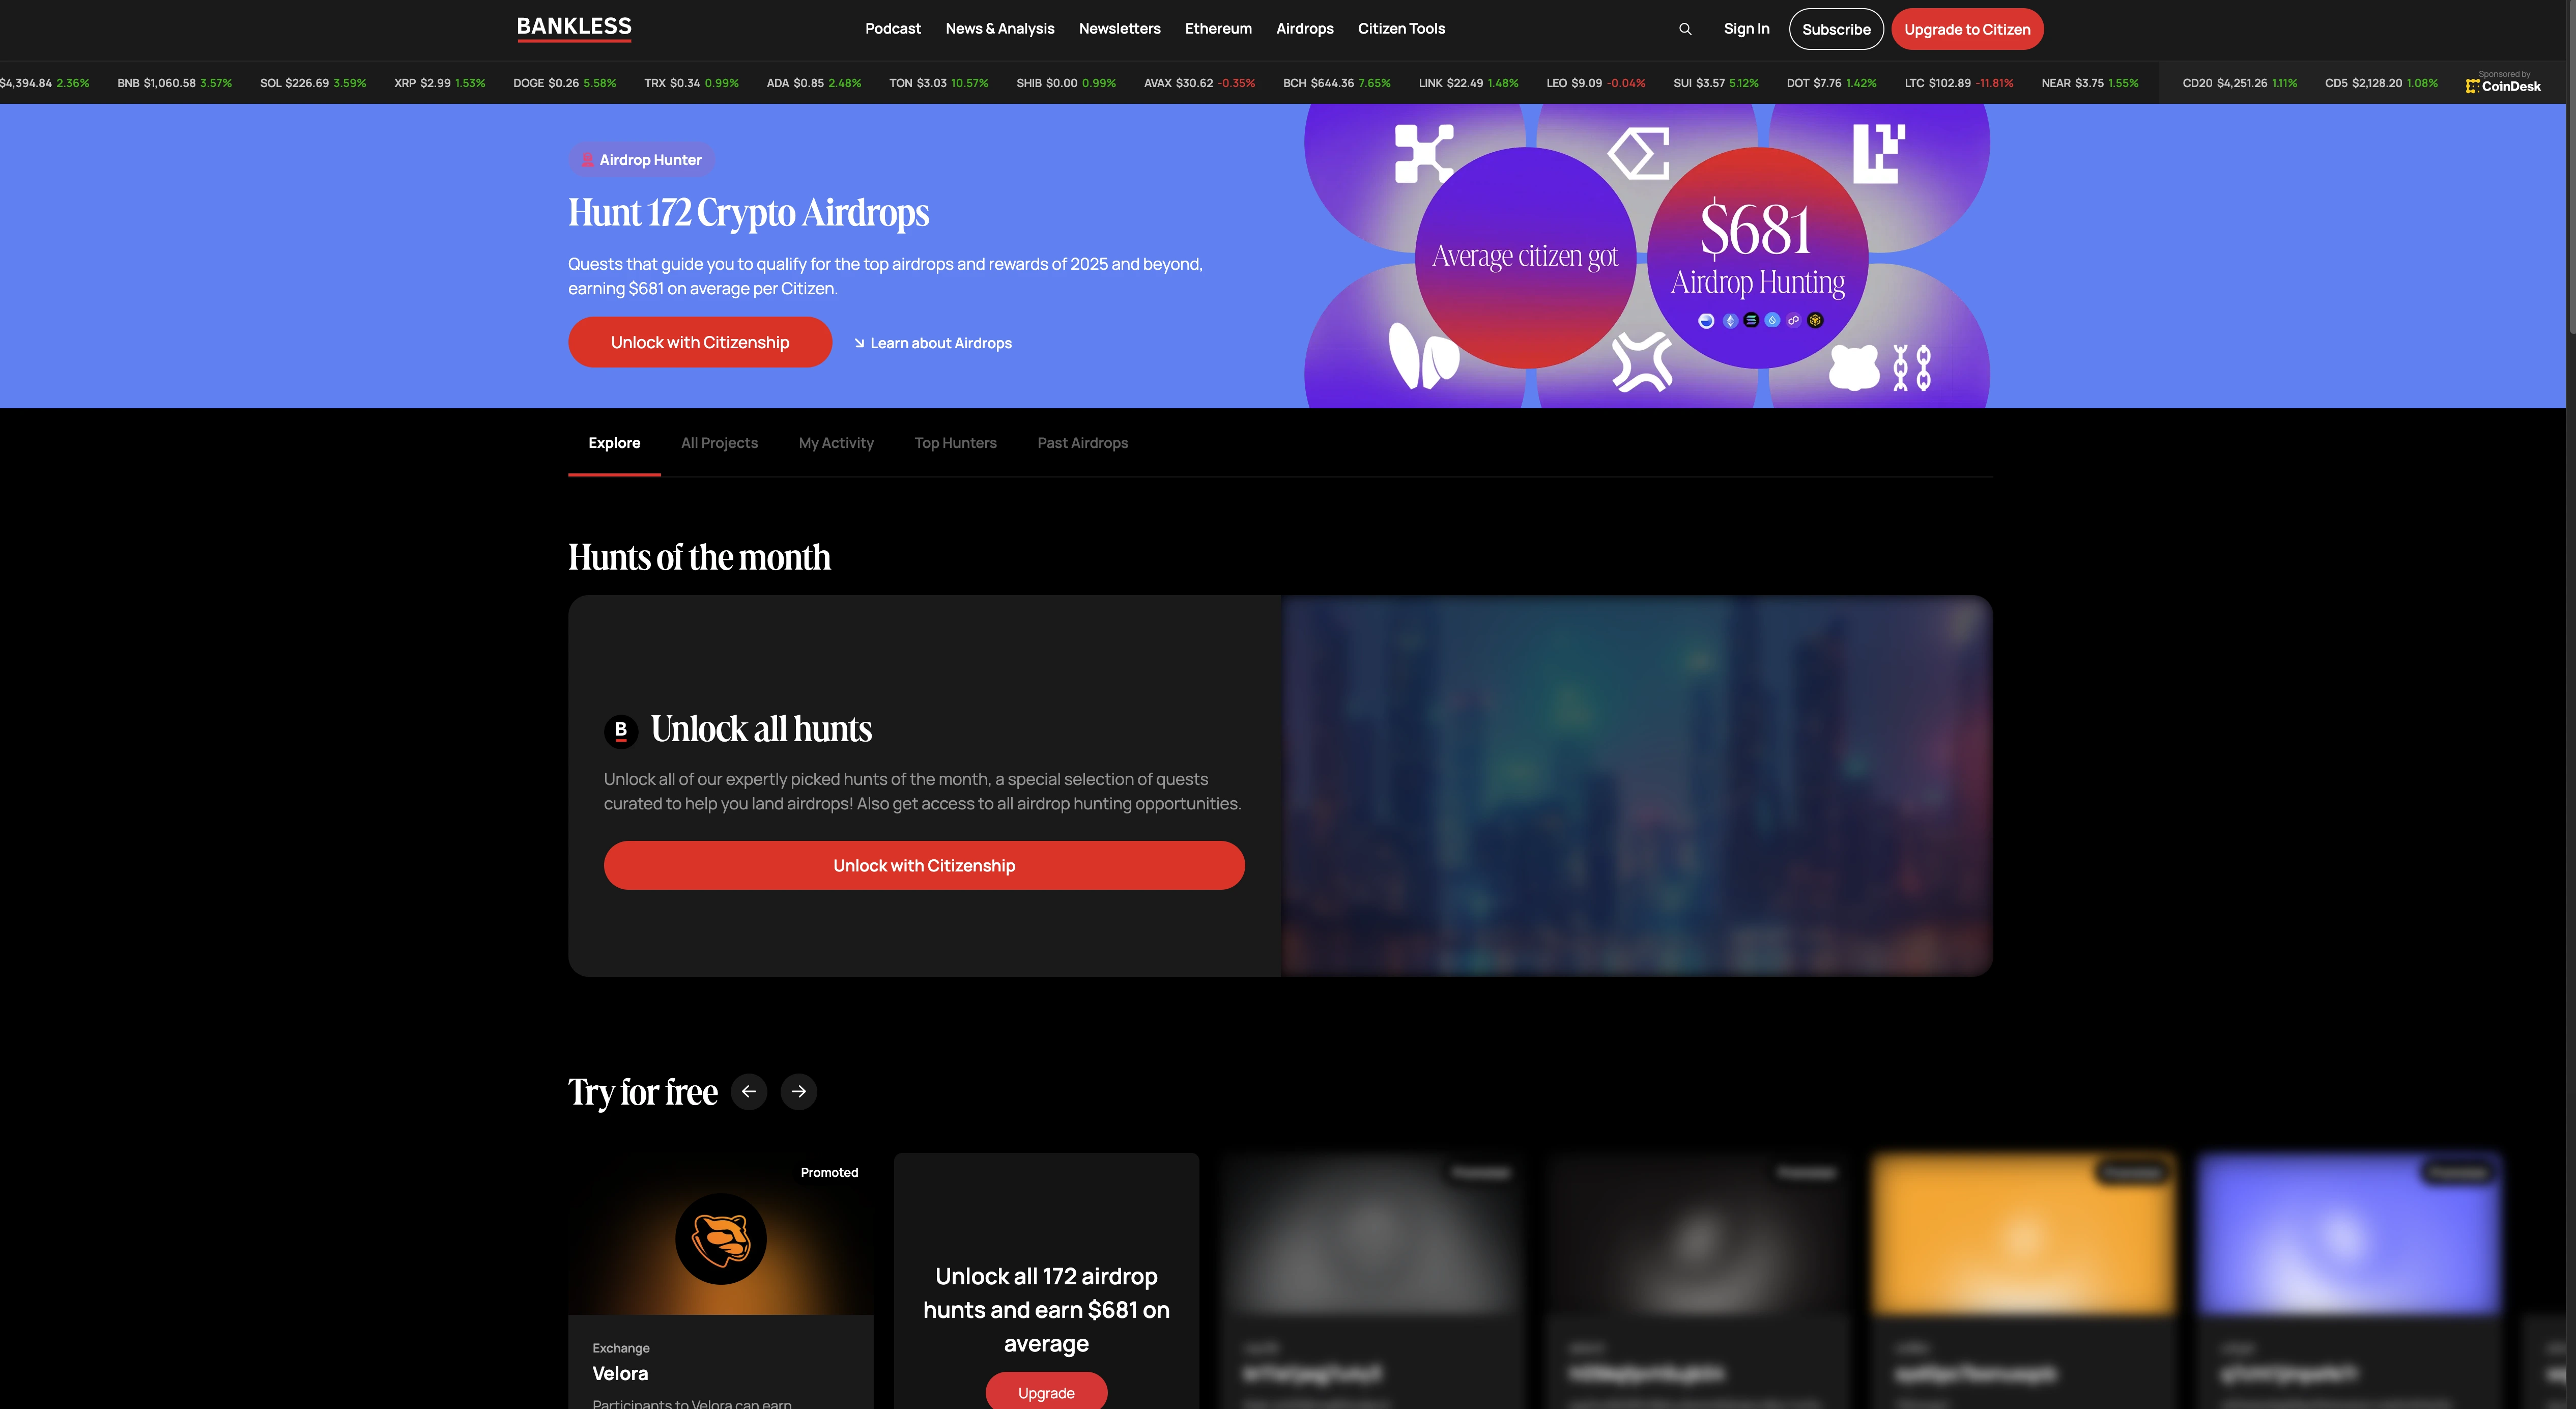 BANKLESS
Podcast News & Analysis Newsletters Ethereum Airdrops Citizen Tools
Sign In
Subscribe
Upgrade to Citizen
$4,394.84 2.36% BNB $1,060.58 3.57% SOL $226.69 3.59% XRP $2.99 1.53% DOGE $0.26 5.58% TRX $0.34 0.99% ADA $0.85 2.48% TON $3.03 10.57% SHIB $0.00 0.99% AVAX $30.62 -0.35% BCH $644.36 7.65% LINK $22.49 1.48% LEO $9.09 -0.04% SUI $3.57 5.12% DOT $7.76 1.42% LTC $102.89 -11.81% NEAR $3.75 1.55% CD20 $4,251.26 1.11% CD5 $2,128.20 1.08%
Sponsored by
CoinDesk
Airdrop Hunter
Hunt 172 Crypto Airdrops
Quests that guide you to qualify for the top airdrops and rewards of 2025 and beyond,
earning $681 on average per Citizen.
Unlock with Citizenship
Learn about Airdrops
Average citizen got
$681
Airdrop Hunting
Explore All Projects My Activity Top Hunters Past Airdrops
Hunts of the month
B
Unlock all hunts
Unlock all of our expertly picked hunts of the month, a special selection of quests
curated to help you land airdrops! Also get access to all airdrop hunting opportunities.
Unlock with Citizenship
Try for free
Promoted
Exchange
Velora
Participants to Velora can earn
Unlock all 172 airdrop
hunts and earn $681 on
average
Upgrade